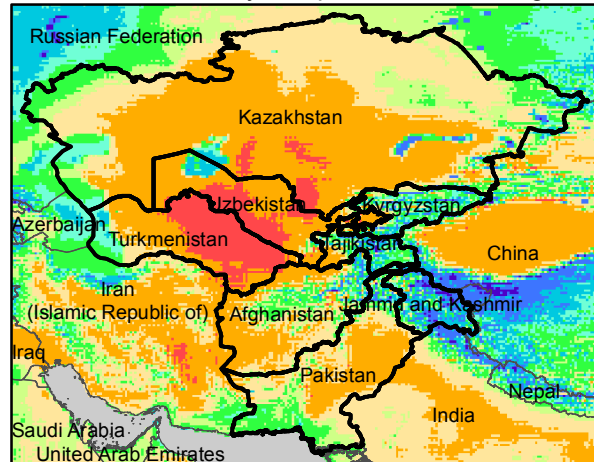 Russian Federation
Kazakhstan
Izbekistan
Kyrgyzstan
Azerbaijan
Turkmenistan
Tajikistan
China
Iran
(Islamic Republic of)
Afghanistan
Jammu and Kashmir
Iraq
Pakistan
Nepal
India
Saudi Arabia
United Arab Emirates